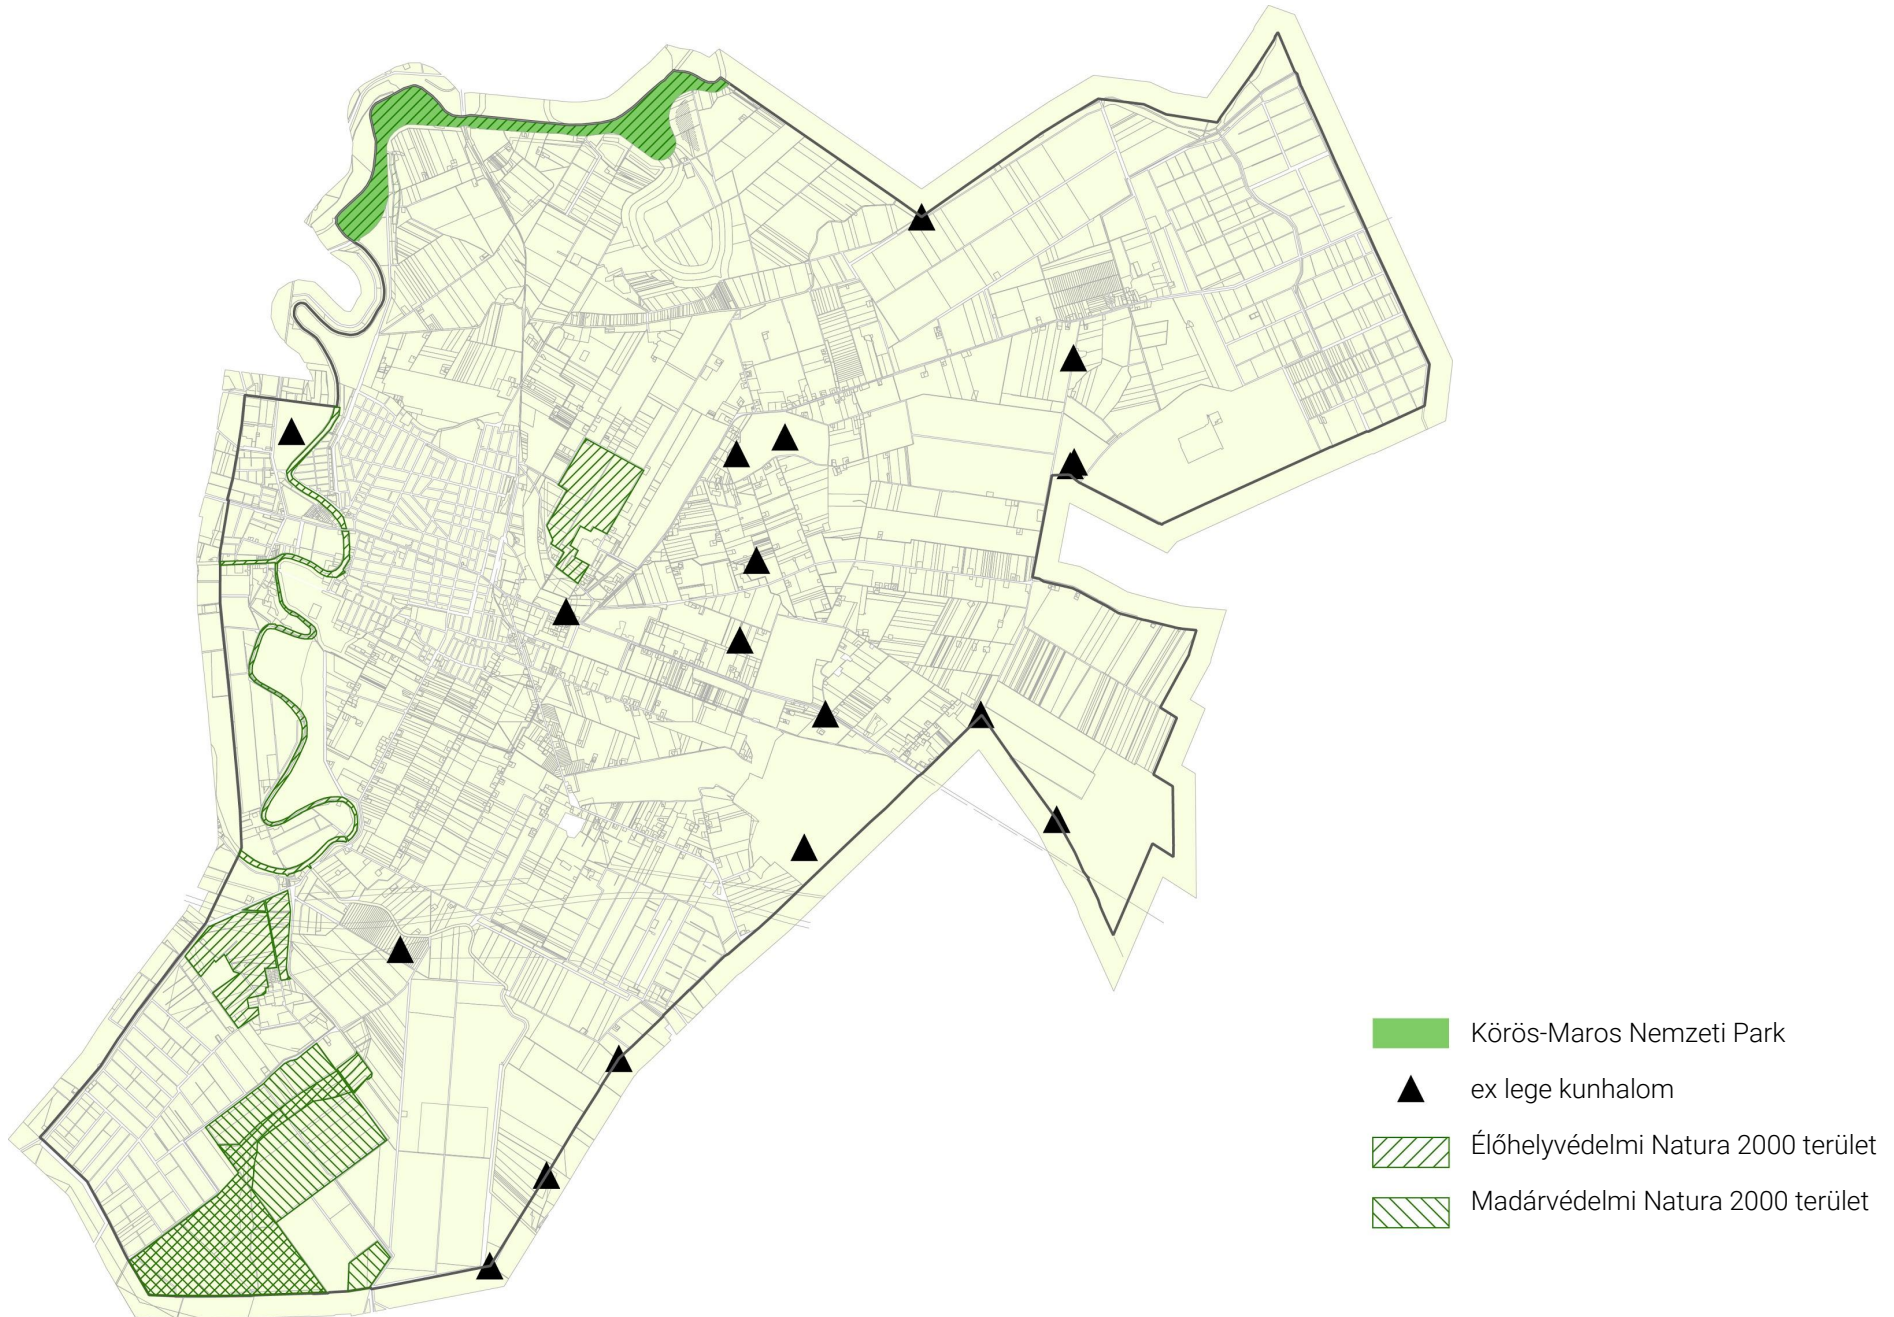 Körös-Maros Nemzeti Park
ex lege kunhalom
Élőhelyvédelmi Natura 2000 terület
Madárvédelmi Natura 2000 terület